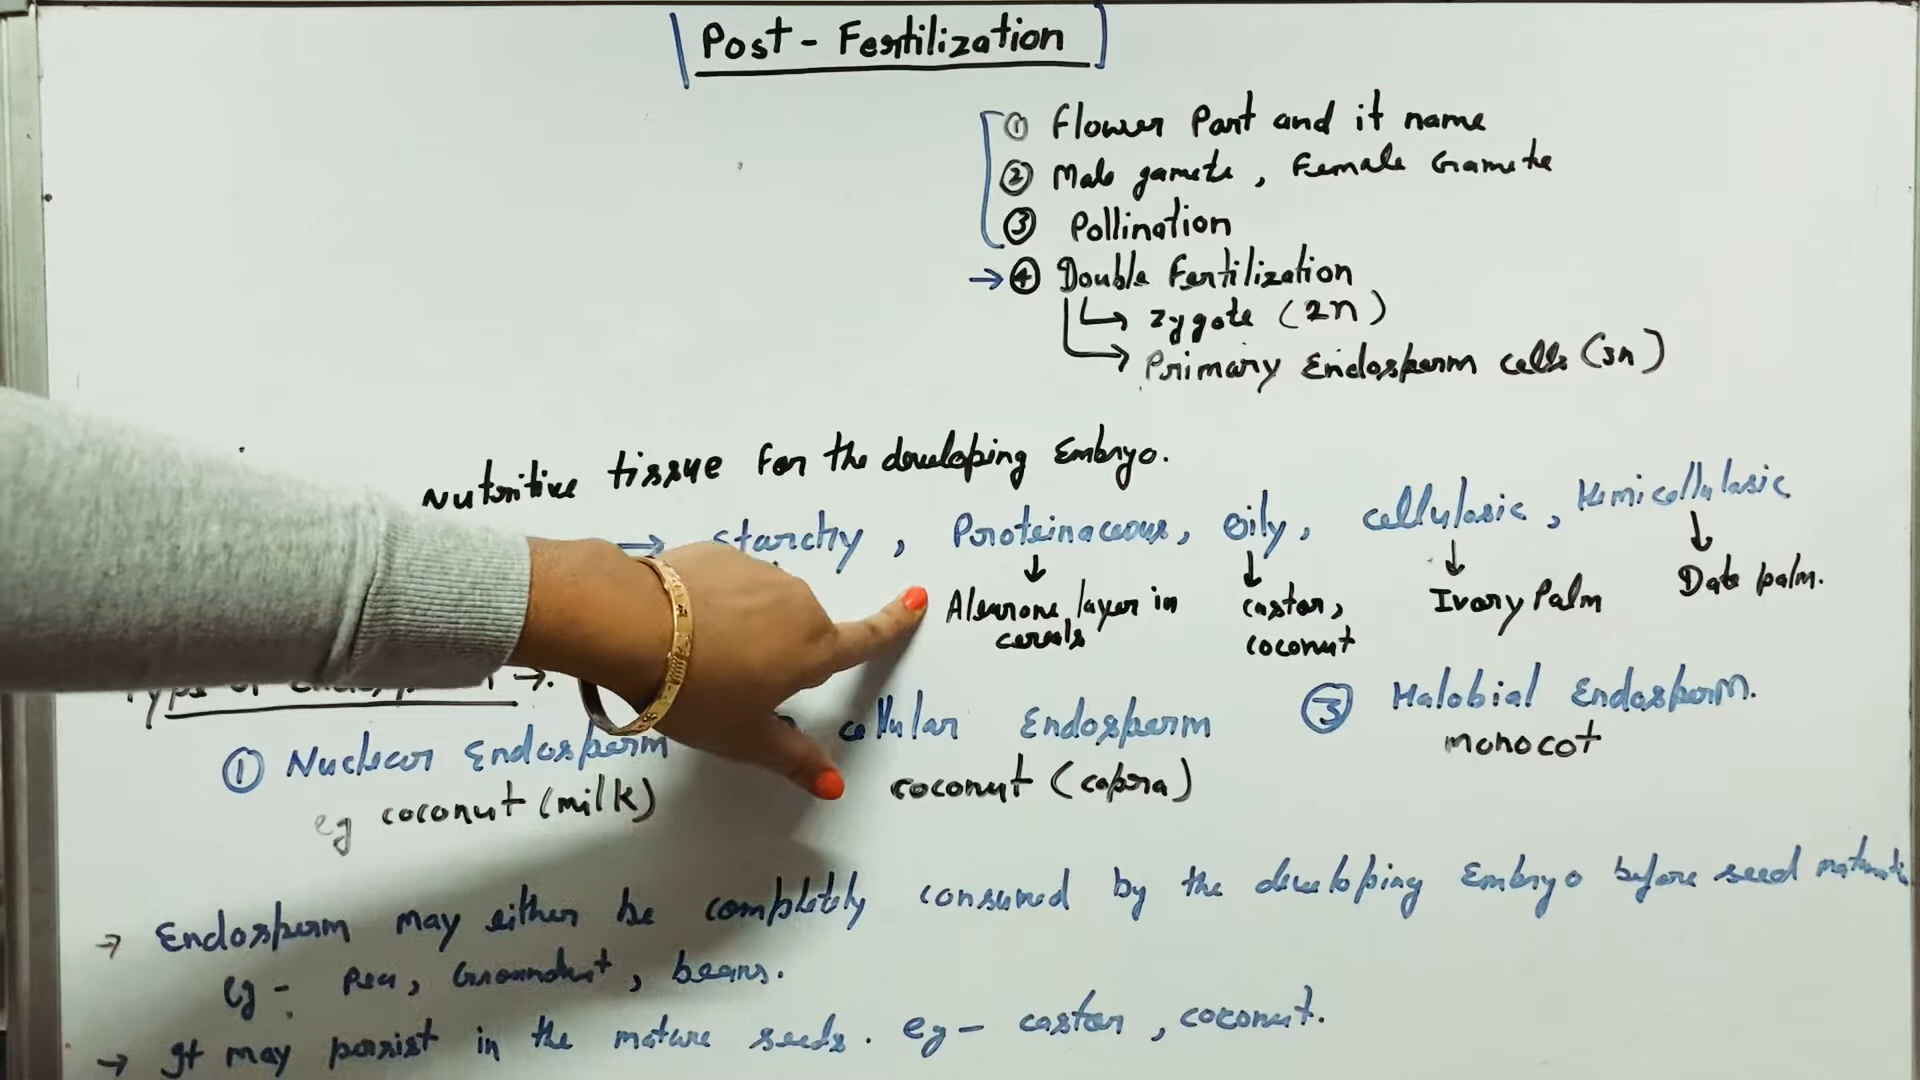 Post - Fertilization
① Flower Part and it name
② Male gamete , Female Gamete
③ Pollination
→ ④ Double Fertilization
→ zygote (2n)
→ Primary Endosperm cells (3n)
Nutritive tissue for the developing Embryo.
→ starchy , Proteinaceous , oily , cellulosic , Hemicellulosic
↓ ↓ ↓ ↓
Aleurone layer in cereals
castor, coconut
Ivory Palm
Date palm.
Types of Endosperm →
① Nuclear Endosperm
eg coconut (milk)
cellular Endosperm
coconut (copra)
③ Halobial Endosperm.
monocot
→ Endosperm may either be completely consumed by the developing Embryo before seed
eg - Pea, Groundnut, beans.
→ It may persist in the mature seeds. eg - castor , coconut.